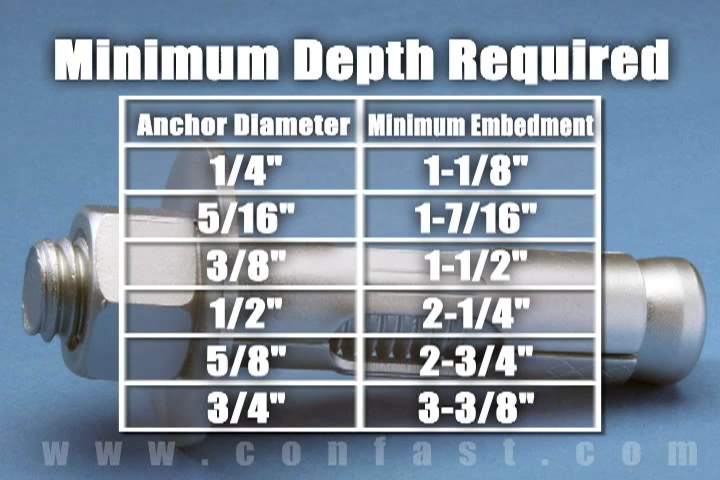 Minimum Depth Required
Anchor Diameter Minimum Embedment
1/4" 1-1/8"
5/16" 1-7/16"
3/8" 1-1/2"
1/2" 2-1/4"
5/8" 2-3/4"
3/4" 3-3/8"
www.confast.com